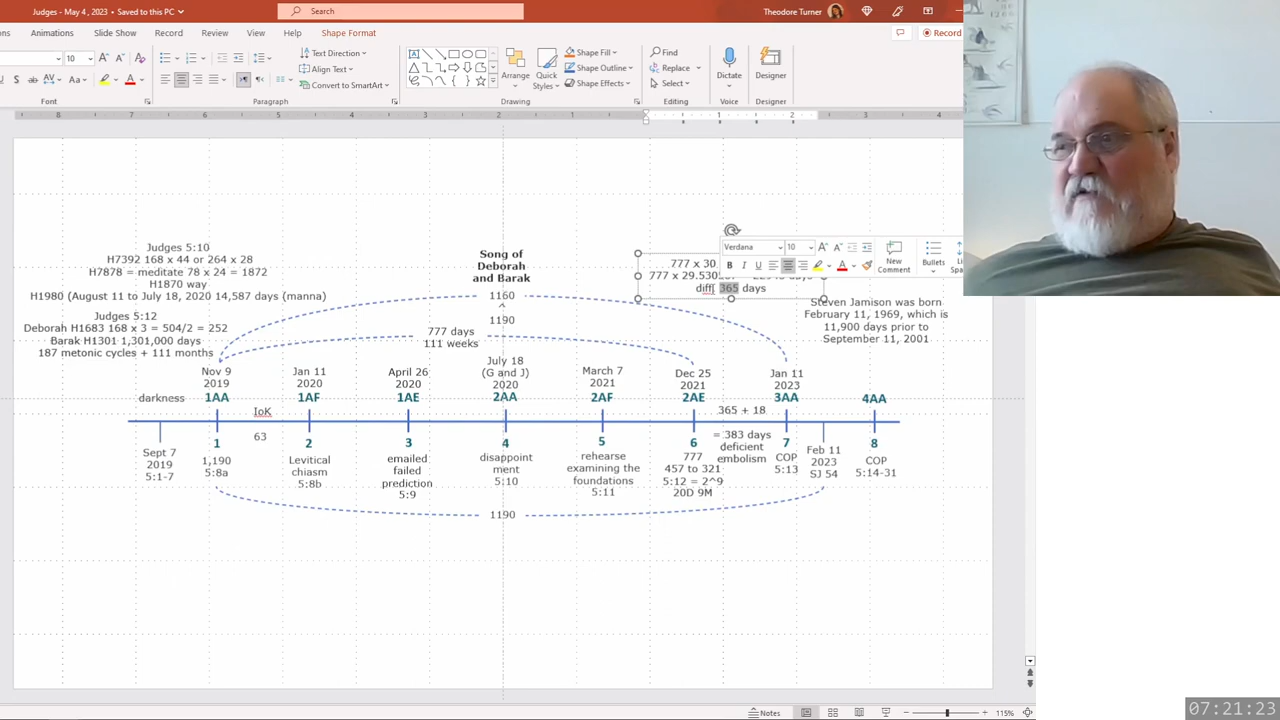 Judges - May 4, 2023 • Saved to this PC
Search
Theodore Turner
Animations
Slide Show
Record
Review
View
Help
Shape Format
Record
10
Text Direction
Align Text
Convert to SmartArt
Arrange
Quick
Styles
Shape Fill
Shape Outline
Shape Effects
Find
Replace
Select
Dictate
Designer
Font
Paragraph
Drawing
Editing
Voice
Designer
Judges 5:10
H7392 168 x 44 or 264 x 28
H7878 = meditate 78 x 24 = 1872
H1870 way
H1980 (August 11 to July 18, 2020 14,587 days (manna)
Judges 5:12
Deborah H1683 168 x 3 = 504/2 = 252
Barak H1301 1,301,000 days
187 metonic cycles + 111 months
Song of
Deborah
and Barak
1160
^
1190
777 days
111 weeks
777 x 30
diff 365 days
Verdana
10
New
Comment
Bullets
Steven Jamison was born
February 11, 1969, which is
11,900 days prior to
September 11, 2001
darkness
Nov 9
2019
1AA
IoK
63
Jan 11
2020
1AF
April 26
2020
1AE
July 18
(G and J)
2020
2AA
March 7
2021
2AF
Dec 25
2021
2AE
365 + 18
= 383 days
deficient
embolism
Jan 11
2023
3AA
4AA
Sept 7
2019
5:1-7
1
1,190
5:8a
2
Levitical
chiasm
5:8b
3
emailed
failed
prediction
5:9
4
disappoint
ment
5:10
5
rehearse
examining the
foundations
5:11
6
777
457 to 321
5:12 = 2^9
20D 9M
7
COP
5:13
Feb 11
2023
SJ 54
8
COP
5:14-31
1190
Notes
115%
07:21:23